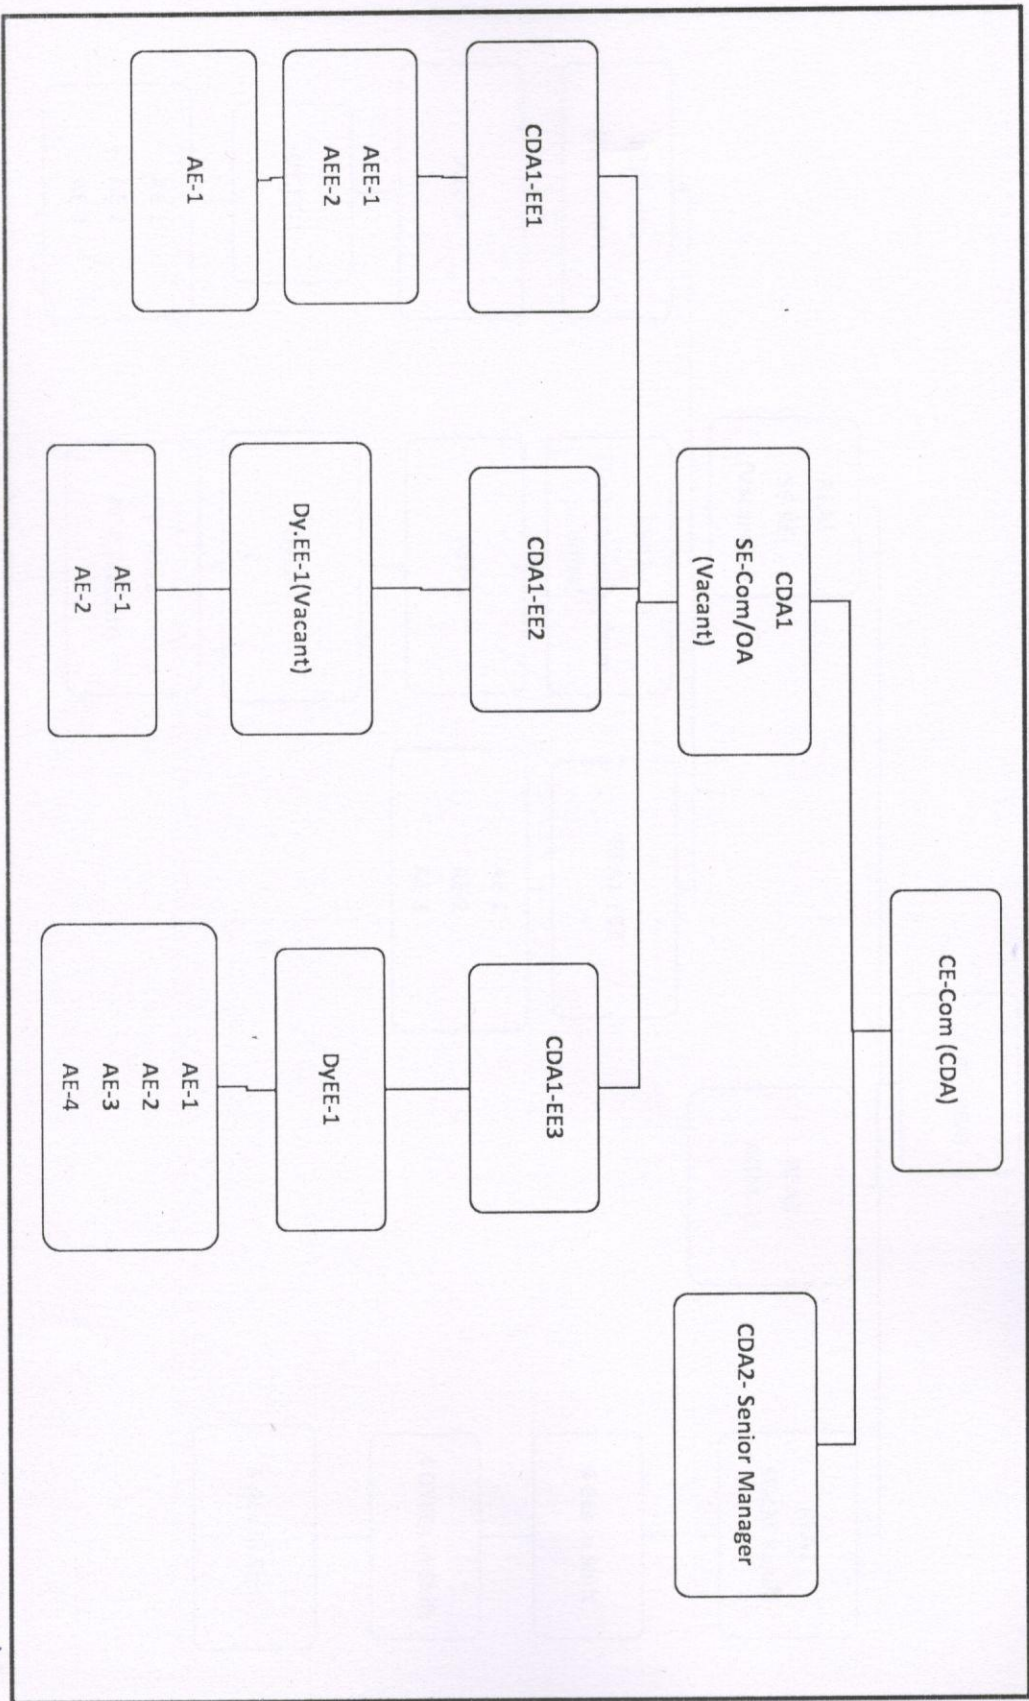 CE-Com (CDA)
CDA1
SE-Com/OA
(Vacant)
CDA2- Senior Manager
CDA1-EE1
CDA1-EE2
CDA1-EE3
AEE-1
AEE-2
Dy.EE-1(Vacant)
DyEE-1
AE-1
AE-1
AE-2
AE-1
AE-2
AE-3
AE-4